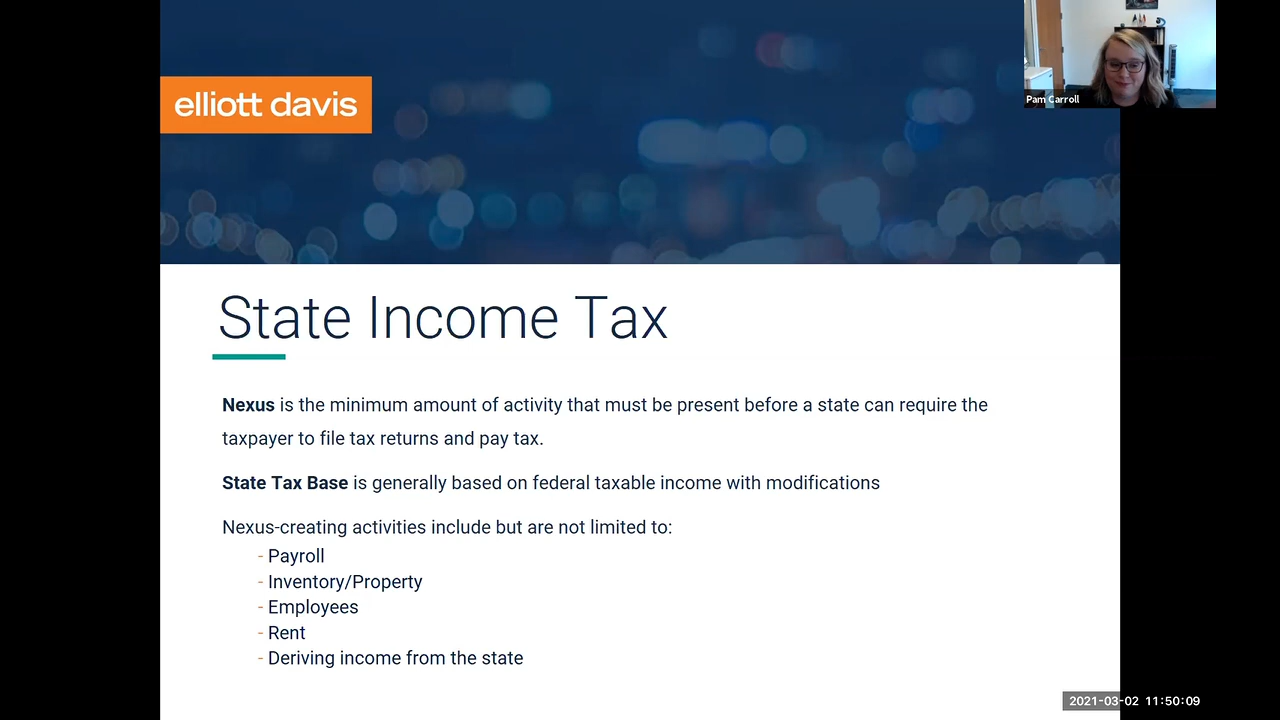 elliott davis
Pam Carroll
State Income Tax
Nexus is the minimum amount of activity that must be present before a state can require the
taxpayer to file tax returns and pay tax.
State Tax Base is generally based on federal taxable income with modifications
Nexus-creating activities include but are not limited to:
- Payroll
- Inventory/Property
- Employees
- Rent
- Deriving income from the state
2021-03-02 11:50:09